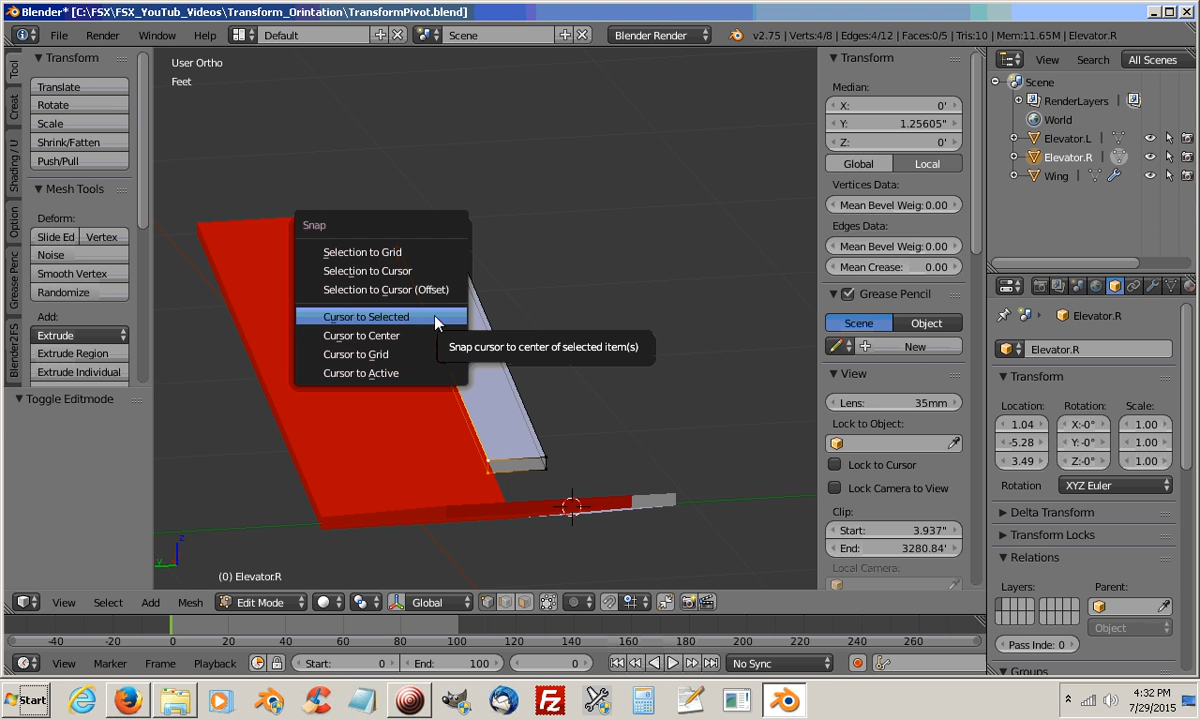 Blender* [C:\FSX\FSX_YouTub_Videos\Transform_Orintation\TransformPivot.blend]
File Render Window Help Default Scene Blender Render v2.75 | Verts:4/8 | Edges:4/12 | Faces:0/5 | Tris:10 | Mem:11.65M | Elevator.R
Tool
Creat
Shading / U
Option
Grease Penc
Blender2FS
Transform
Translate
Rotate
Scale
Shrink/Fatten
Push/Pull
Mesh Tools
Deform:
Slide Ed Vertex
Noise
Smooth Vertex
Randomize
Add:
Extrude
Extrude Region
Extrude Individual
Toggle Editmode
User Ortho
Feet
Snap
Selection to Grid
Selection to Cursor
Selection to Cursor (Offset)
Cursor to Selected
Cursor to Center
Cursor to Grid
Cursor to Active
Snap cursor to center of selected item(s)
z
y
(0) Elevator.R
Transform
Median:
X: 0'
Y: 1.25605'
Z: 0'
Global Local
Vertices Data:
Mean Bevel Weig: 0.00
Edges Data:
Mean Bevel Weig: 0.00
Mean Crease: 0.00
Grease Pencil
Scene Object
New
View
Lens: 35mm
Lock to Object:
Lock to Cursor
Lock Camera to View
Clip:
Start: 3.937"
End: 3280.84'
Local Camera:
View Search All Scenes
Scene
RenderLayers
World
Elevator.L
Elevator.R
Wing
Elevator.R
Elevator.R
Transform
Location: Rotation: Scale:
1.04 X:-0° 1.00
-5.28 Y:-0° 1.00
3.49 Z:-0° 1.00
Rotation XYZ Euler
Delta Transform
Transform Locks
Relations
Layers: Parent:
Object
Pass Inde: 0
Groups
View Select Add Mesh Edit Mode Global
-40 -20 0 20 40 60 80 100 120 140 160 180 200 220 240 260
View Marker Frame Playback Start: 0 End: 100 0 No Sync
Start
4:32 PM
7/29/2015